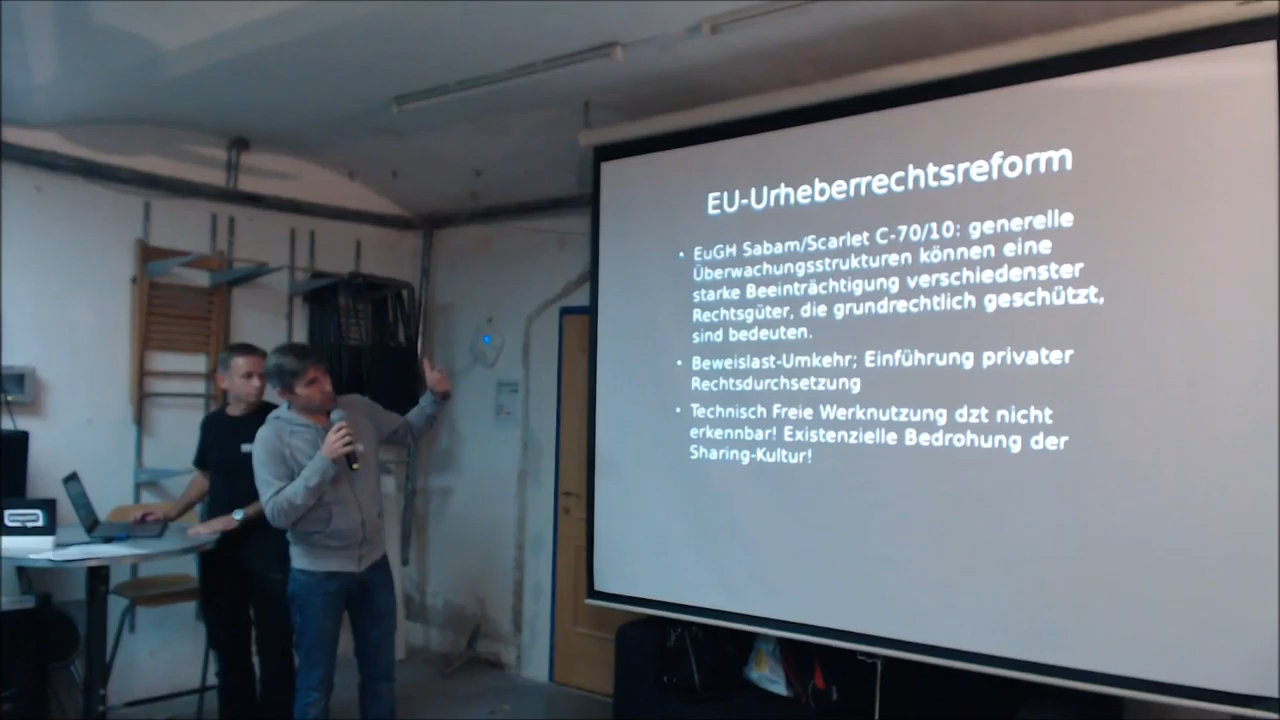 EU-Urheberrechtsreform
• EuGH Sabam/Scarlet C-70/10: generelle
Überwachungsstrukturen können eine
starke Beeinträchtigung verschiedenster
Rechtsgüter, die grundrechtlich geschützt,
sind bedeuten.
• Beweislast-Umkehr; Einführung privater
Rechtsdurchsetzung
• Technisch Freie Werknutzung dzt nicht
erkennbar! Existenzielle Bedrohung der
Sharing-Kultur!